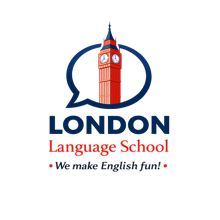 LONDON
Language School
• We make English fun! •